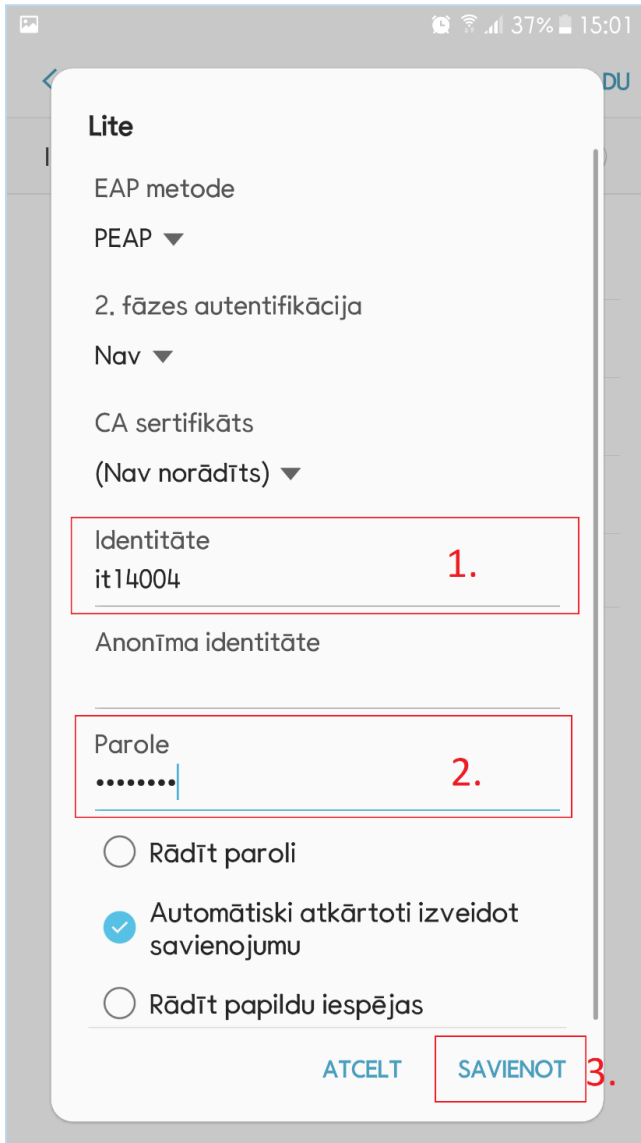 37% 15:01
DU
Lite
EAP metode
PEAP
2. fāzes autentifikācija
Nav
CA sertifikāts
(Nav norādīts)
Identitāte
1.
it14004
Anonīma identitāte
Parole
2.
••••••••
Rādīt paroli
Automātiski atkārtoti izveidot
savienojumu
Rādīt papildu iespējas
ATCELT SAVIENOT 3.